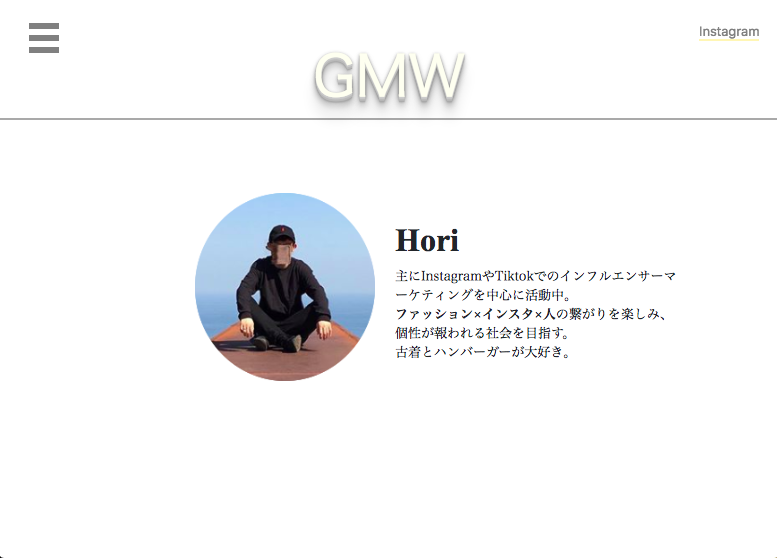 Instagram
GMW
Hori
主にInstagramやTiktokでのインフルエンサーマ
ーケティングを中心に活動中。
ファッション×インスタ×人の繋がりを楽しみ、
個性が報われる社会を目指す。
古着とハンバーガーが大好き。